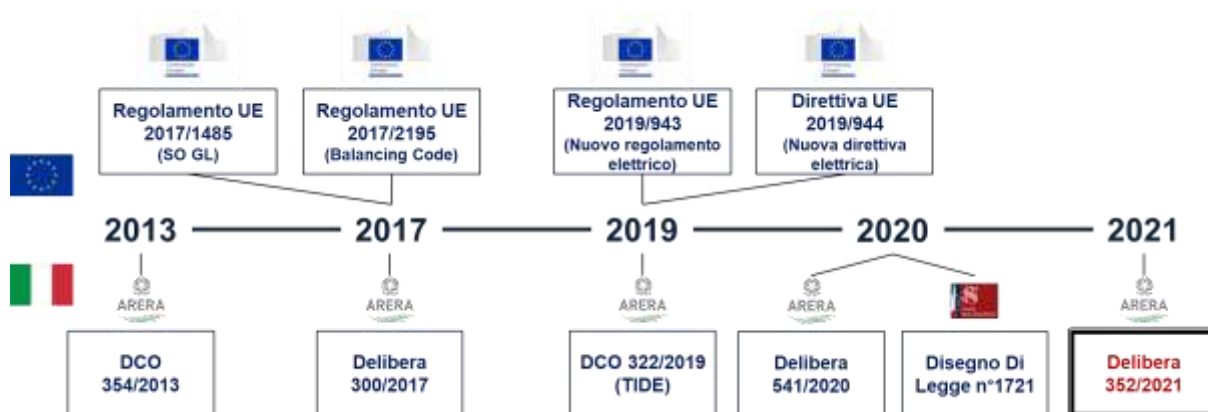 Regolamento UE
2017/1485
(SO GL)
Regolamento UE
2017/2195
(Balancing Code)
Regolamento UE
2019/943
(Nuovo regolamento
elettrico)
Direttiva UE
2019/944
(Nuova direttiva
elettrica)
2013
2017
2019
2020
2021
ARERA
ARERA
ARERA
ARERA
ARERA
DCO
354/2013
Delibera
300/2017
DCO 322/2019
(TIDE)
Delibera
541/2020
Disegno Di
Legge n°1721
Delibera
352/2021